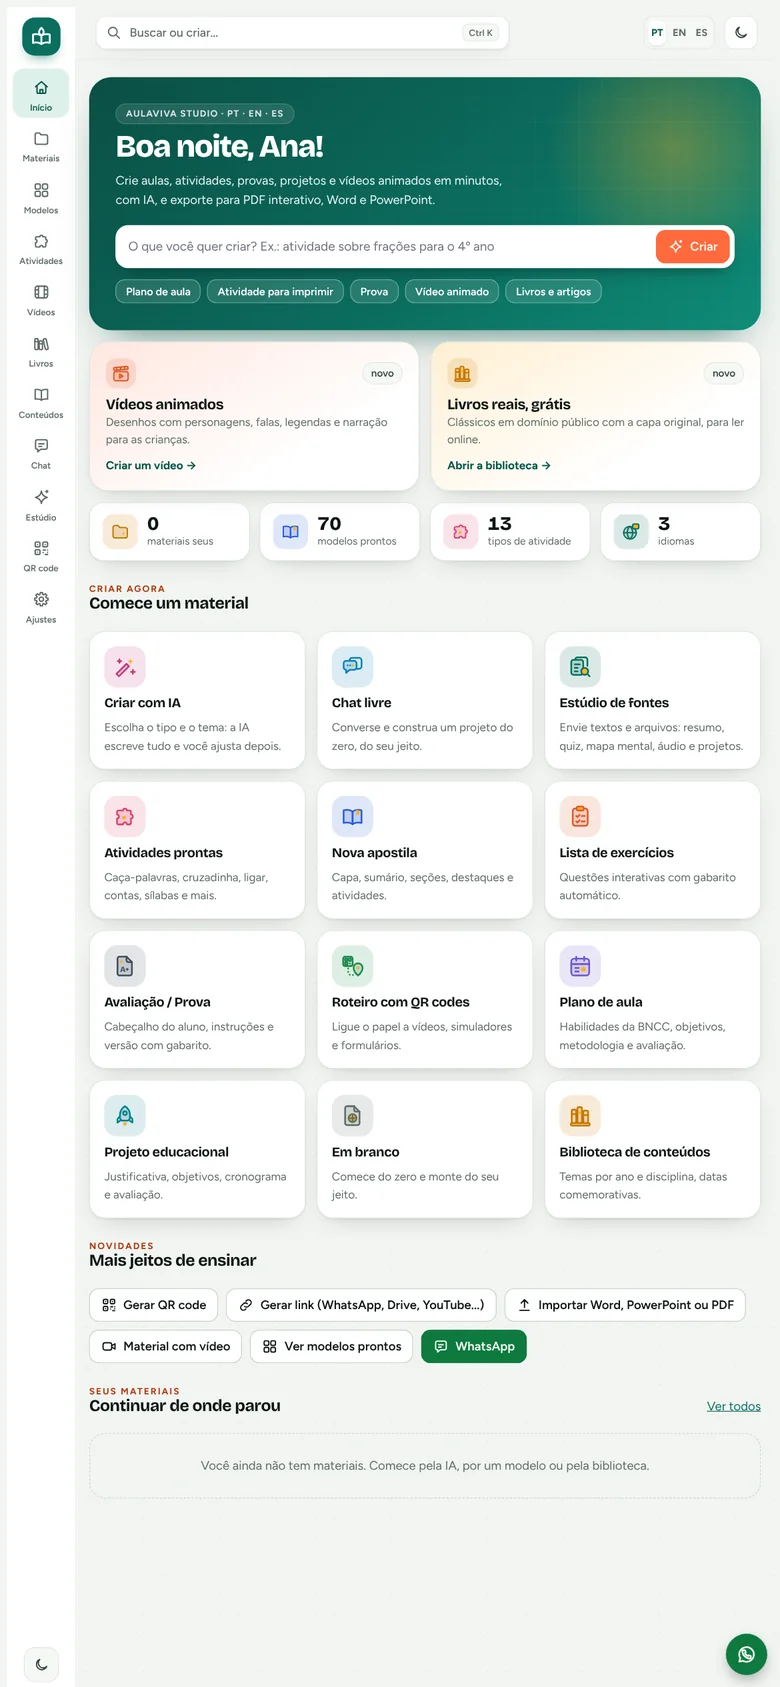 Buscar ou criar...
Ctrl K
PT EN ES
Início
Materiais
Modelos
Atividades
Vídeos
Livros
Conteúdos
Chat
Estúdio
QR code
Ajustes
AULAVIVA STUDIO · PT · EN · ES
Boa noite, Ana!
Crie aulas, atividades, provas, projetos e vídeos animados em minutos,
com IA, e exporte para PDF interativo, Word e PowerPoint.
O que você quer criar? Ex.: atividade sobre frações para o 4º ano
Criar
Plano de aula
Atividade para imprimir
Prova
Vídeo animado
Livros e artigos
novo
Vídeos animados
Desenhos com personagens, falas, legendas e narração
para as crianças.
Criar um vídeo →
novo
Livros reais, grátis
Clássicos em domínio público com a capa original, para ler
online.
Abrir a biblioteca →
0
materiais seus
70
modelos prontos
13
tipos de atividade
3
idiomas
CRIAR AGORA
Comece um material
Criar com IA
Escolha o tipo e o tema: a IA
escreve tudo e você ajusta depois.
Chat livre
Converse e construa um projeto do
zero, do seu jeito.
Estúdio de fontes
Envie textos e arquivos: resumo,
quiz, mapa mental, áudio e projetos.
Atividades prontas
Caça-palavras, cruzadinha, ligar,
contas, sílabas e mais.
Nova apostila
Capa, sumário, seções, destaques e
atividades.
Lista de exercícios
Questões interativas com gabarito
automático.
A+
Avaliação / Prova
Cabeçalho do aluno, instruções e
versão com gabarito.
Roteiro com QR codes
Ligue o papel a vídeos, simuladores
e formulários.
Plano de aula
Habilidades da BNCC, objetivos,
metodologia e avaliação.
Projeto educacional
Justificativa, objetivos, cronograma
e avaliação.
Em branco
Comece do zero e monte do seu
jeito.
Biblioteca de conteúdos
Temas por ano e disciplina, datas
comemorativas.
NOVIDADES
Mais jeitos de ensinar
Gerar QR code
Gerar link (WhatsApp, Drive, YouTube...)
Importar Word, PowerPoint ou PDF
Material com vídeo
Ver modelos prontos
WhatsApp
SEUS MATERIAIS
Continuar de onde parou
Ver todos
Você ainda não tem materiais. Comece pela IA, por um modelo ou pela biblioteca.